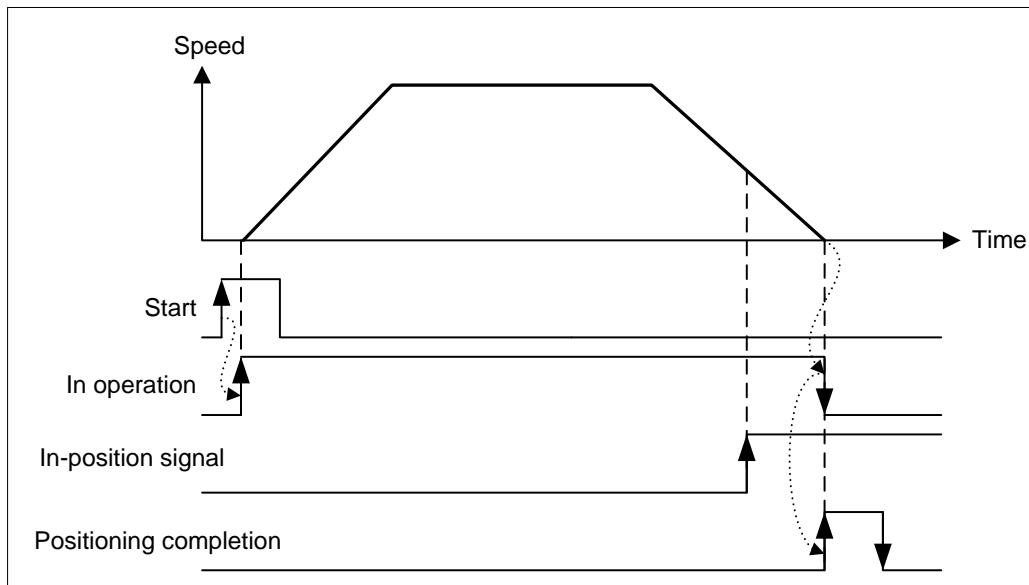 Speed
Time
Start
In operation
In-position signal
Positioning completion